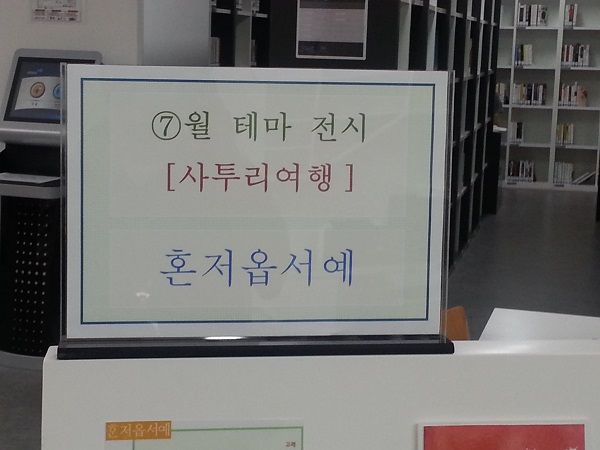 ⑦월 테마 전시
[사투리여행]
혼저옵서예
혼저옵서예